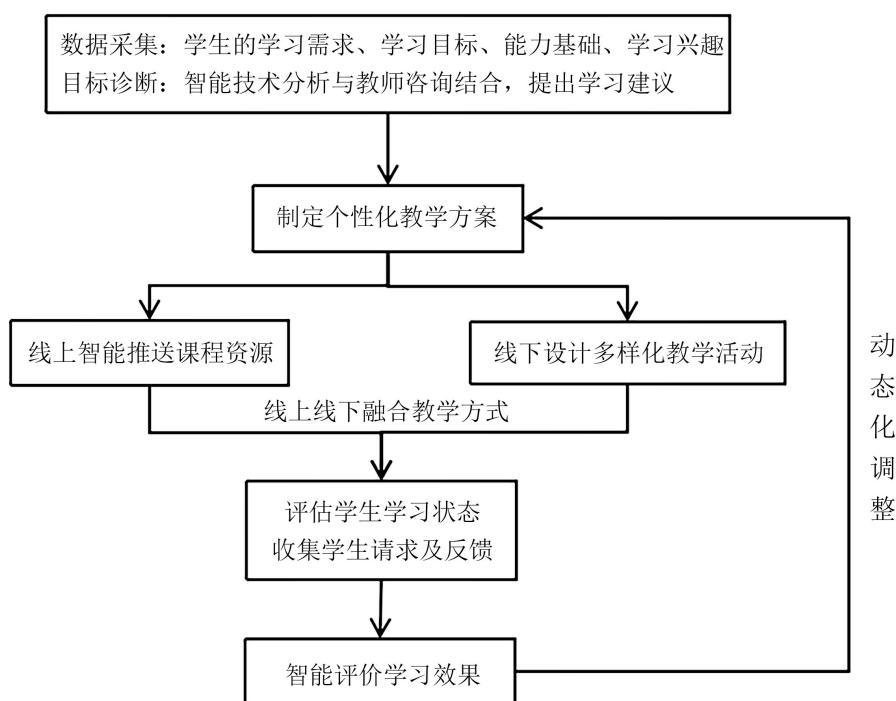 数据采集：学生的学习需求、学习目标、能力基础、学习兴趣
目标诊断：智能技术分析与教师咨询结合，提出学习建议
制定个性化教学方案
线上智能推送课程资源
线下设计多样化教学活动
线上线下融合教学方式
评估学生学习状态
收集学生请求及反馈
智能评价学习效果
动态化调整